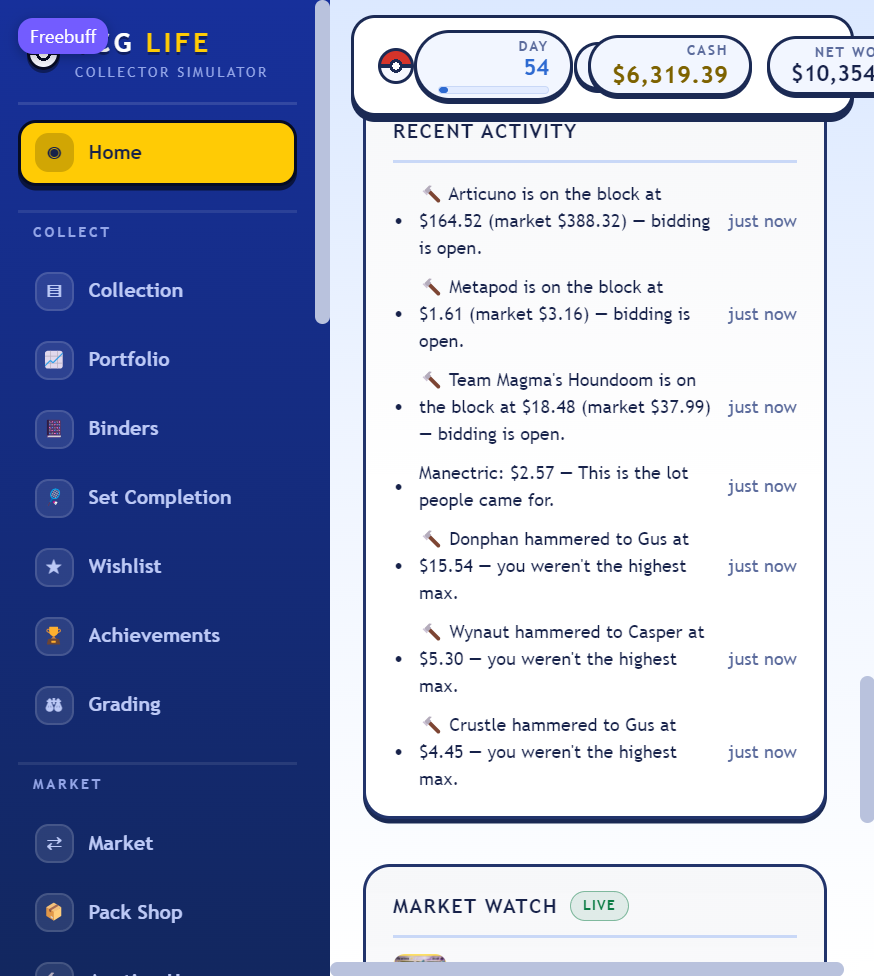 Freebuff
CG LIFE
COLLECTOR SIMULATOR
Home
COLLECT
Collection
Portfolio
Binders
Set Completion
Wishlist
Achievements
Grading
MARKET
Market
Pack Shop
DAY
54
CASH
$6,319.39
NET WO
$10,354
RECENT ACTIVITY
Articuno is on the block at
$164.52 (market $388.32) — bidding
is open.
just now
Metapod is on the block at
$1.61 (market $3.16) — bidding is
open.
just now
Team Magma's Houndoom is on
the block at $18.48 (market $37.99)
— bidding is open.
just now
Manectric: $2.57 — This is the lot
people came for.
just now
Donphan hammered to Gus at
$15.54 — you weren't the highest
max.
just now
Wynaut hammered to Casper at
$5.30 — you weren't the highest
max.
just now
Crustle hammered to Gus at
$4.45 — you weren't the highest
max.
just now
MARKET WATCH
LIVE